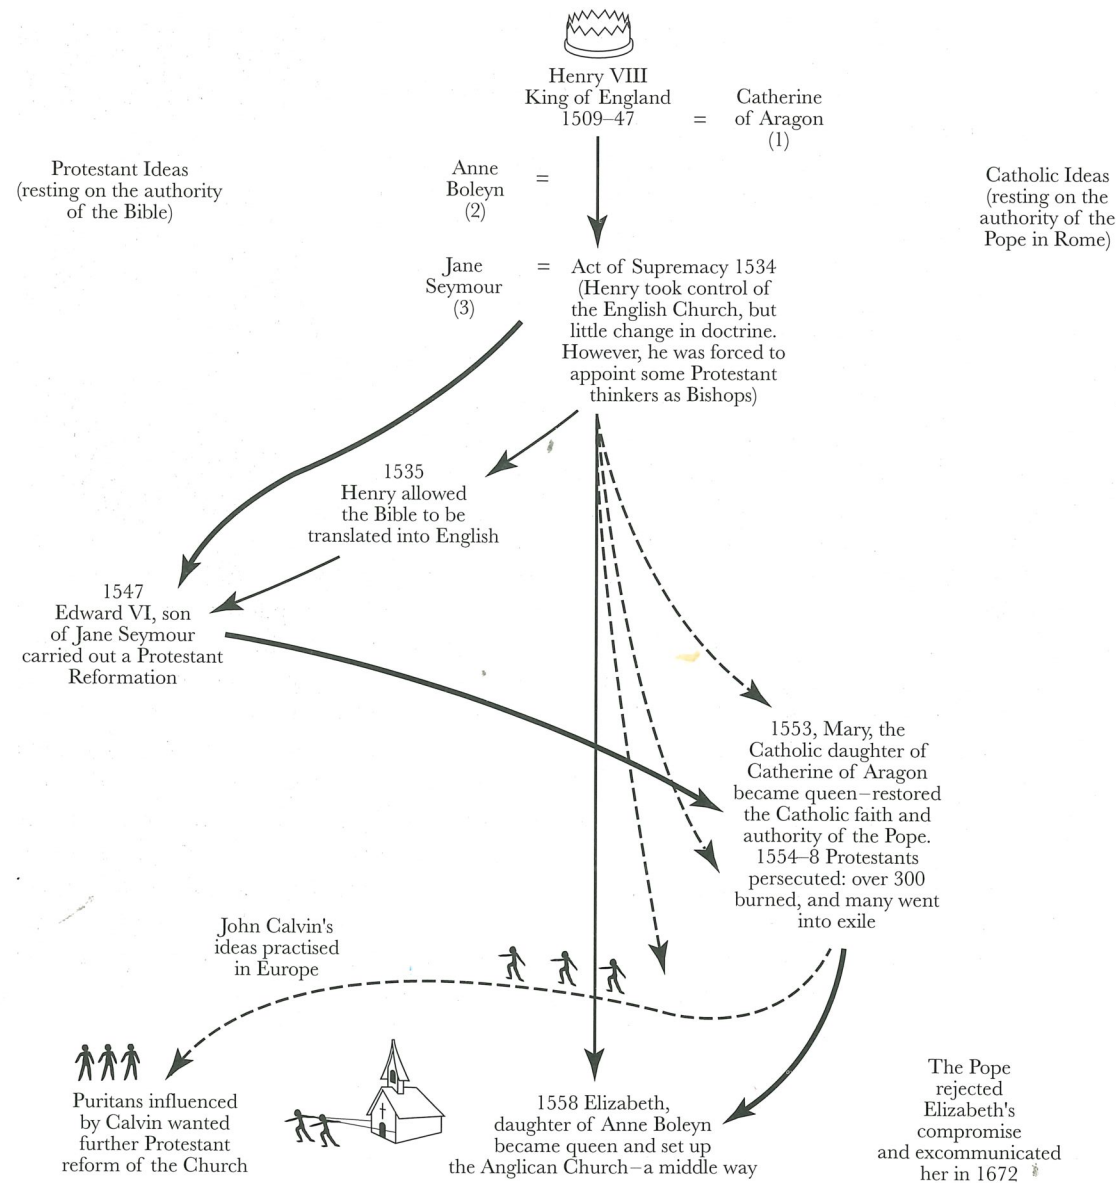 Henry VIII
King of England
1509–47
=
Catherine
of Aragon
(1)
Protestant Ideas
(resting on the authority
of the Bible)
Anne
Boleyn
(2)
=
Catholic Ideas
(resting on the
authority of the
Pope in Rome)
Jane
Seymour
(3)
=
Act of Supremacy 1534
(Henry took control of
the English Church, but
little change in doctrine.
However, he was forced to
appoint some Protestant
thinkers as Bishops)
1535
Henry allowed
the Bible to be
translated into English
1547
Edward VI, son
of Jane Seymour
carried out a Protestant
Reformation
1553, Mary, the
Catholic daughter of
Catherine of Aragon
became queen–restored
the Catholic faith and
authority of the Pope.
1554–8 Protestants
persecuted: over 300
burned, and many went
into exile
John Calvin's
ideas practised
in Europe
Puritans influenced
by Calvin wanted
further Protestant
reform of the Church
1558 Elizabeth,
daughter of Anne Boleyn
became queen and set up
the Anglican Church–a middle way
The Pope
rejected
Elizabeth's
compromise
and excommunicated
her in 1672